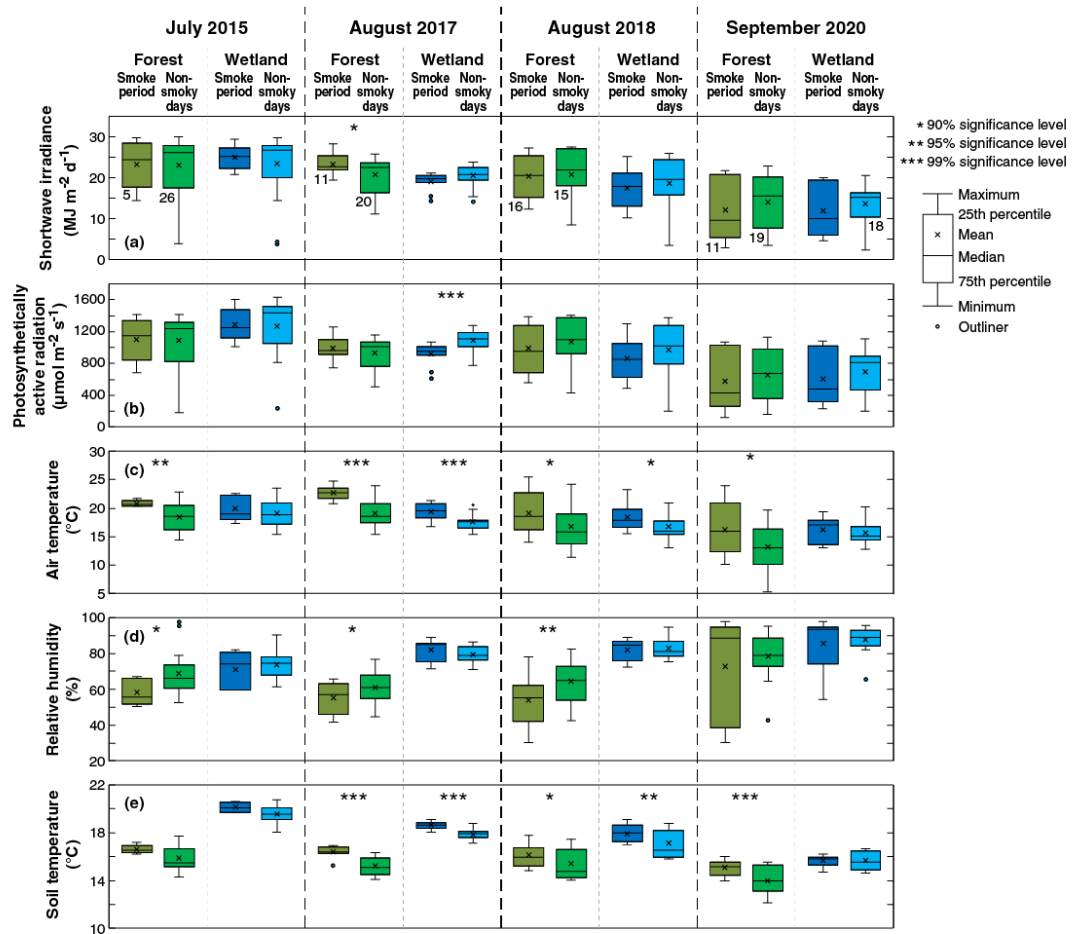 July 2015 August 2017 August 2018 September 2020
Forest Wetland Forest Wetland Forest Wetland Forest Wetland
Smoke period Non-smoky days Smoke period Non-smoky days Smoke period Non-smoky days Smoke period Non-smoky days Smoke period Non-smoky days Smoke period Non-smoky days Smoke period Non-smoky days Smoke period Non-smoky days
* 90% significance level
** 95% significance level
*** 99% significance level
Maximum
25th percentile
Mean
Median
75th percentile
Minimum
Outliner
Shortwave irradiance
(MJ m⁻² d⁻¹)
30
20
10
0
(a)
*
5 26 11 20 16 15 11 19 18
Photosynthetically
active radiation
(µmol m⁻² s⁻¹)
1600
1200
800
400
0
(b)
***
Air temperature
(°C)
30
25
20
15
10
5
(c)
** *** *** * * *
Relative humidity
(%)
100
80
60
40
20
(d)
* * **
Soil temperature
(°C)
22
18
14
10
(e)
*** *** * ** ***